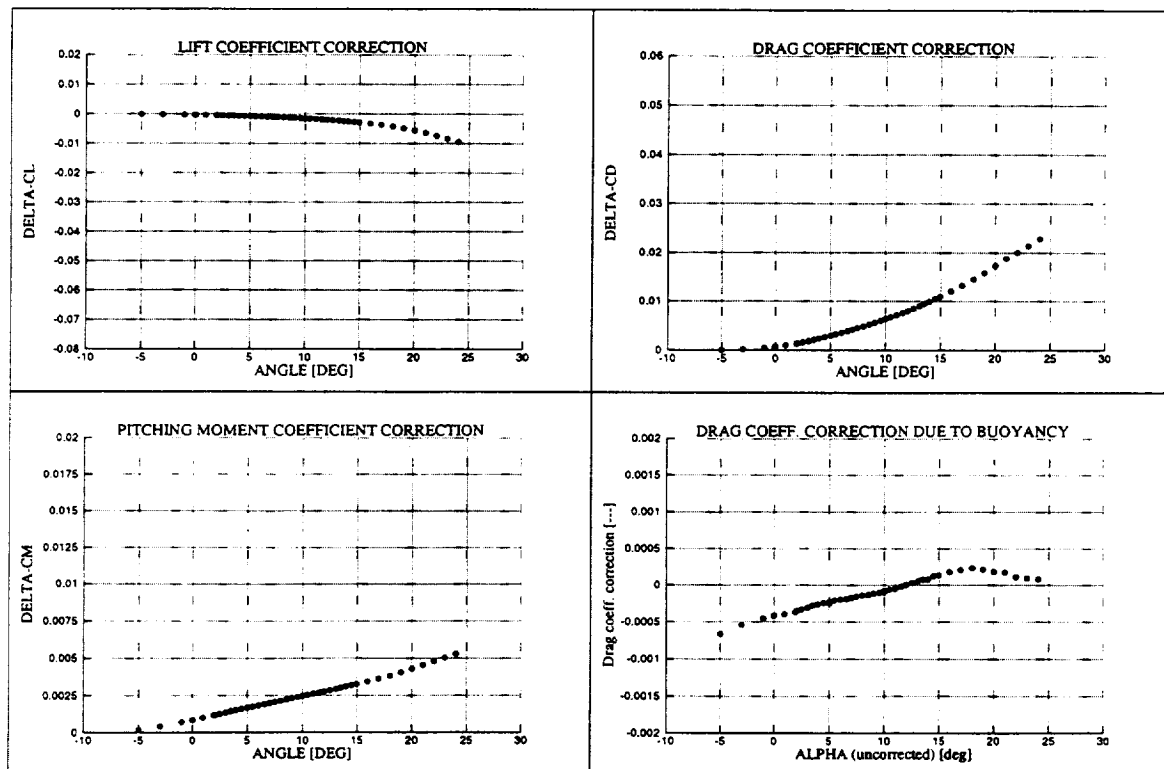 LIFT COEFFICIENT CORRECTION
0.02
0.01
0
-0.01
-0.02
-0.03
-0.04
-0.05
-0.06
-0.07
-0.08
DELTA-CL
-10 -5 0 5 10 15 20 25 30
ANGLE [DEG]
DRAG COEFFICIENT CORRECTION
0.06
0.05
0.04
0.03
0.02
0.01
0
DELTA-CD
-10 -5 0 5 10 15 20 25 30
ANGLE [DEG]
PITCHING MOMENT COEFFICIENT CORRECTION
0.02
0.0175
0.015
0.0125
0.01
0.0075
0.005
0.0025
0
DELTA-CM
-10 -5 0 5 10 15 20 25 30
ANGLE [DEG]
DRAG COEFF. CORRECTION DUE TO BUOYANCY
0.002
0.0015
0.001
0.0005
0
-0.0005
-0.001
-0.0015
-0.002
Drag coeff. correction [---]
-10 -5 0 5 10 15 20 25 30
ALPHA (uncorrected) [deg]